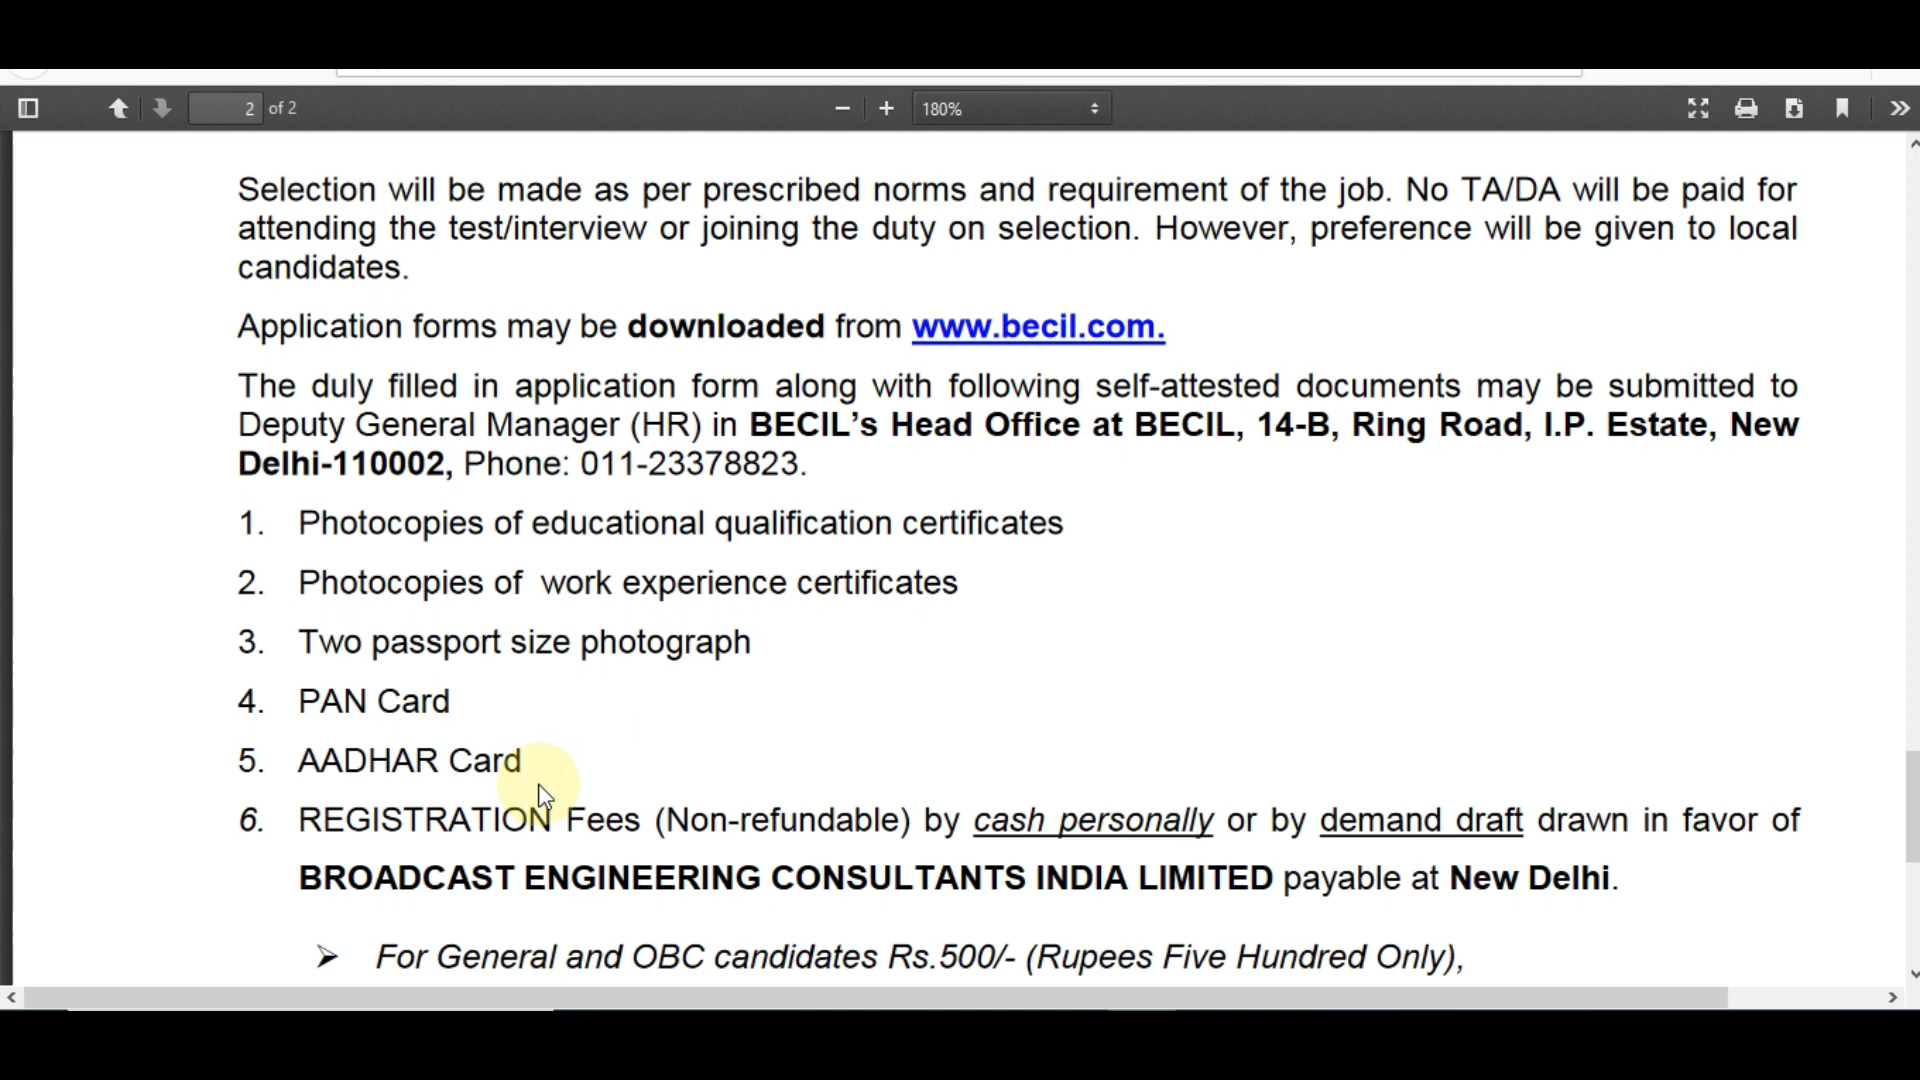 2 of 2
180%
Selection will be made as per prescribed norms and requirement of the job. No TA/DA will be paid for
attending the test/interview or joining the duty on selection. However, preference will be given to local
candidates.
Application forms may be downloaded from www.becil.com.
The duly filled in application form along with following self-attested documents may be submitted to
Deputy General Manager (HR) in BECIL’s Head Office at BECIL, 14-B, Ring Road, I.P. Estate, New
Delhi-110002, Phone: 011-23378823.
1. Photocopies of educational qualification certificates
2. Photocopies of work experience certificates
3. Two passport size photograph
4. PAN Card
5. AADHAR Card
6. REGISTRATION Fees (Non-refundable) by cash personally or by demand draft drawn in favor of
BROADCAST ENGINEERING CONSULTANTS INDIA LIMITED payable at New Delhi.
➢ For General and OBC candidates Rs.500/- (Rupees Five Hundred Only),